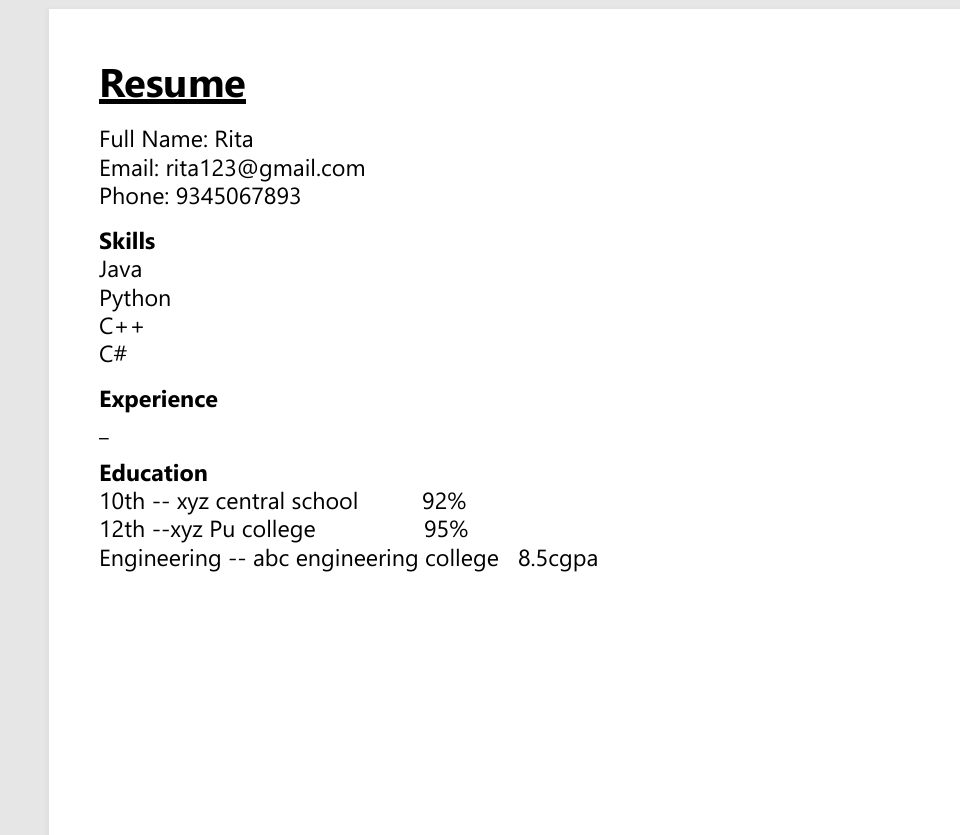 Resume
Full Name: Rita
Email: rita123@gmail.com
Phone: 9345067893
Skills
Java
Python
C++
C#
Experience
_
Education
10th -- xyz central school 92%
12th --xyz Pu college 95%
Engineering -- abc engineering college 8.5cgpa